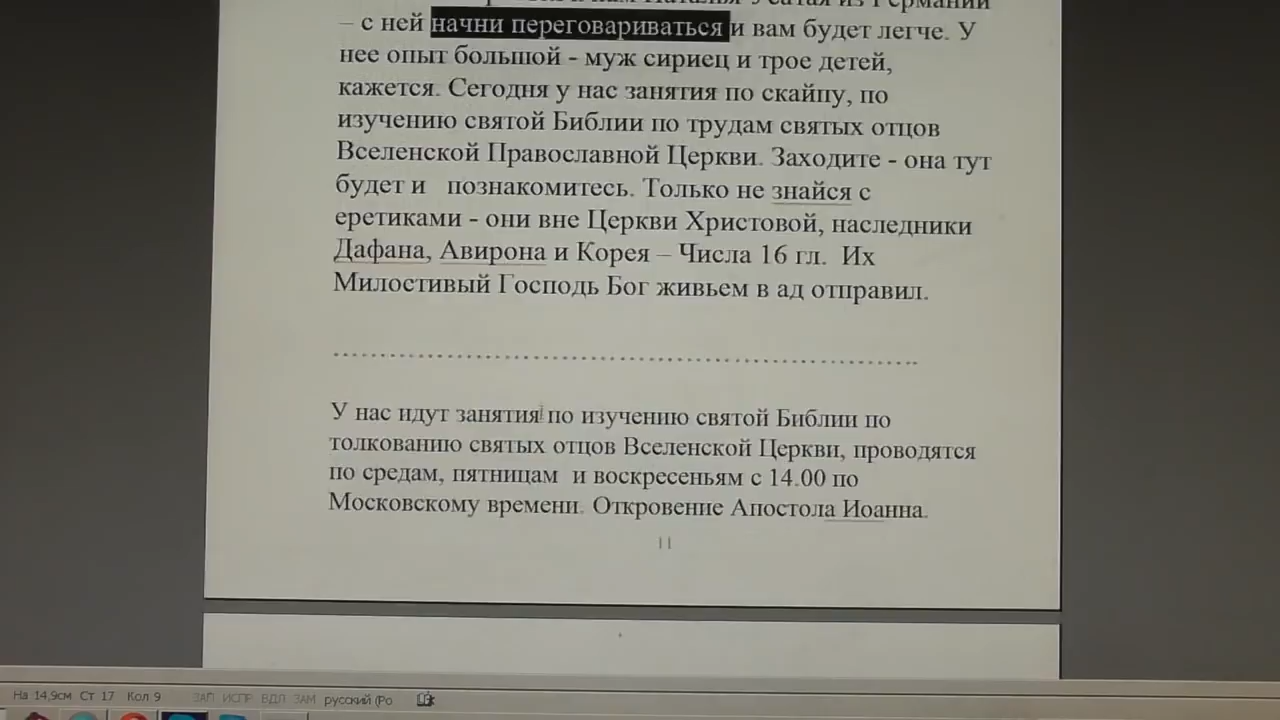 – с ней начни переговариваться и вам будет легче. У
нее опыт большой - муж сириец и трое детей,
кажется. Сегодня у нас занятия по скайпу, по
изучению святой Библии по трудам святых отцов
Вселенской Православной Церкви. Заходите - она тут
будет и познакомитесь. Только не знайся с
еретиками - они вне Церкви Христовой, наследники
Дафана, Авирона и Корея – Числа 16 гл. Их
Милостивый Господь Бог живьем в ад отправил.
У нас идут занятия по изучению святой Библии по
толкованию святых отцов Вселенской Церкви, проводятся
по средам, пятницам и воскресеньям с 14.00 по
Московскому времени. Откровение Апостола Иоанна.
11
На 14,9см Ст 17 Кол 9 ЗАП ИСПР ВДЛ ЗАМ русский (Ро